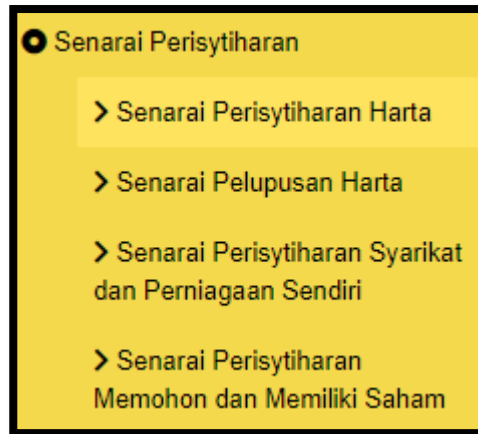 Senarai Perisytiharan
Senarai Perisytiharan Harta
Senarai Pelupusan Harta
Senarai Perisytiharan Syarikat
dan Perniagaan Sendiri
Senarai Perisytiharan
Memohon dan Memiliki Saham